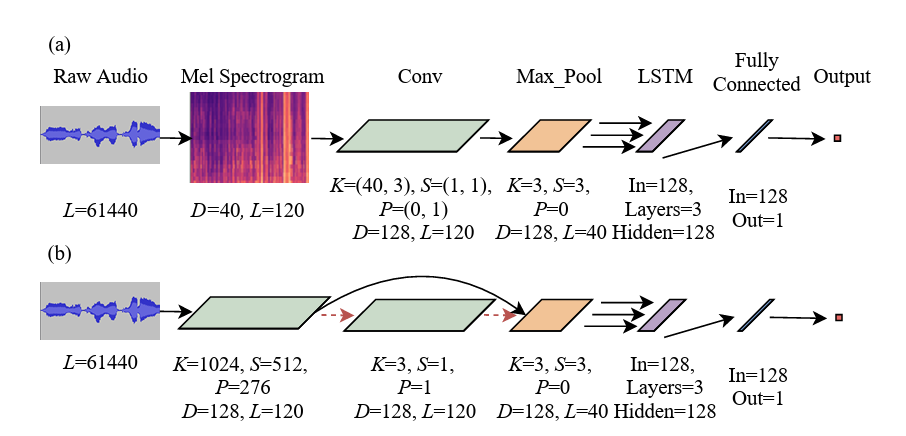 (a)
Raw Audio
Mel Spectrogram
Conv
Max_Pool
LSTM
Fully
Connected
Output
L=61440
D=40, L=120
K=(40, 3), S=(1, 1),
P=(0, 1)
D=128, L=120
K=3, S=3,
P=0
D=128, L=40
In=128,
Layers=3
Hidden=128
In=128
Out=1
(b)
L=61440
K=1024, S=512,
P=276
D=128, L=120
K=3, S=1,
P=1
D=128, L=120
K=3, S=3,
P=0
D=128, L=40
In=128,
Layers=3
Hidden=128
In=128
Out=1